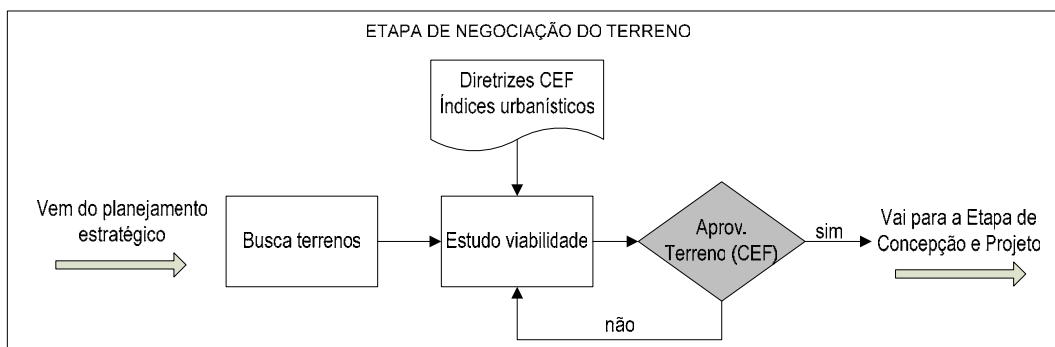 ETAPA DE NEGOCIAÇÃO DO TERRENO
Diretrizes CEF
Índices urbanísticos
Vem do planejamento
estratégico
Busca terrenos
Estudo viabilidade
Aprov.
Terreno (CEF)
sim
Vai para a Etapa de
Concepção e Projeto
não